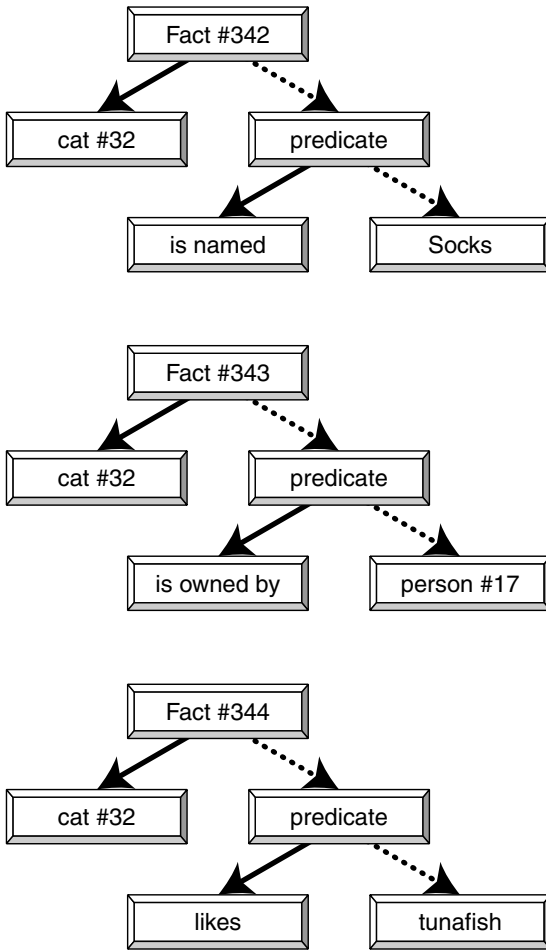 Fact #342
cat #32
predicate
is named
Socks
Fact #343
cat #32
predicate
is owned by
person #17
Fact #344
cat #32
predicate
likes
tunafish